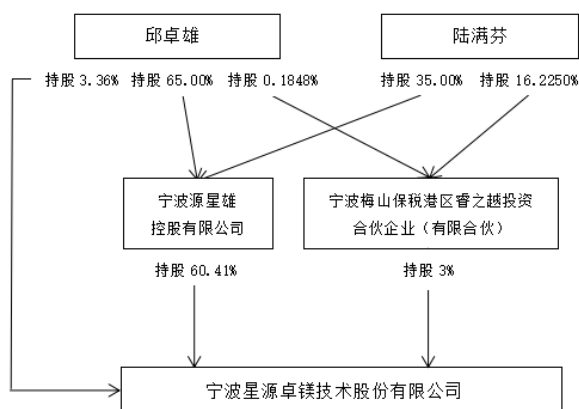 邱卓雄
陆满芬
持股 3.36% 持股 65.00% 持股 0.1848% 持股 35.00% 持股 16.2250%
宁波源星雄
控股有限公司
宁波梅山保税港区睿之越投资
合伙企业（有限合伙）
持股 60.41%
持股 3%
宁波星源卓镁技术股份有限公司